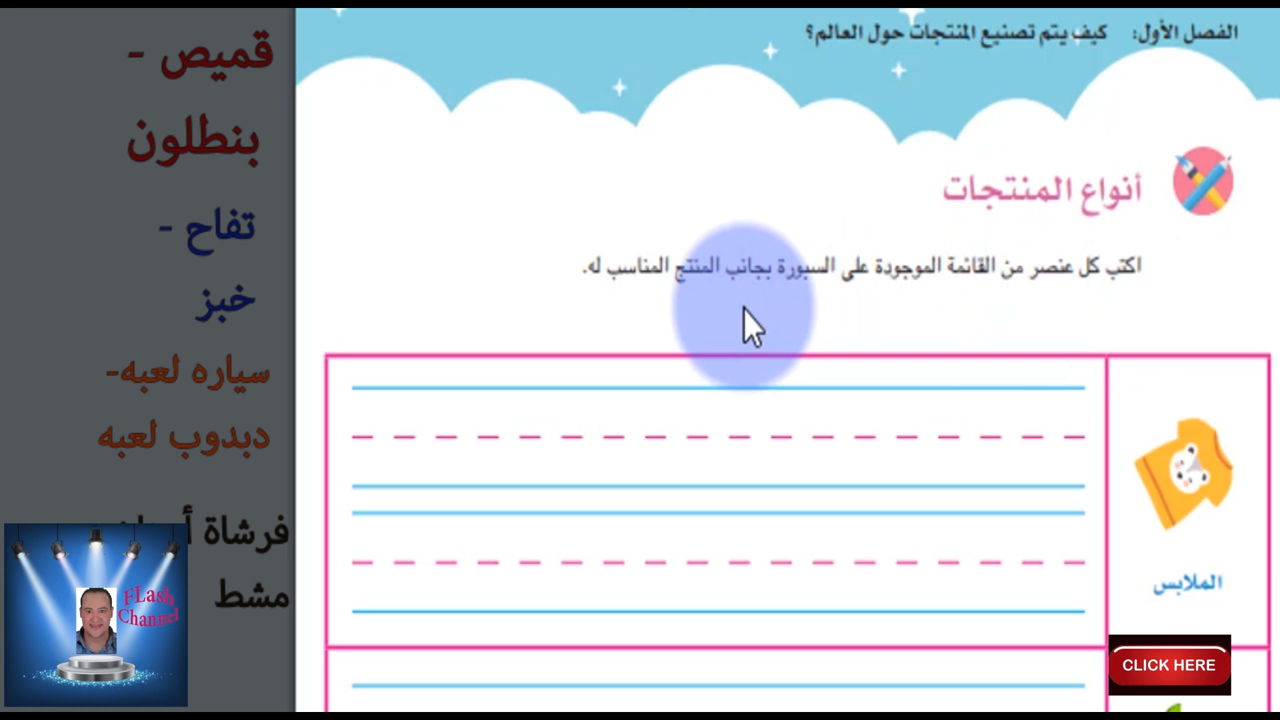 الفصل الأول: كيف يتم تصنيع المنتجات حول العالم؟
أنواع المنتجات
اكتب كل عنصر من القائمة الموجودة على السبورة بجانب المنتج المناسب له.
الملابس
قميص -
بنطلون
تفاح -
خبز
سياره لعبه-
دبدوب لعبه
فرشاة
مشط
FLash
Channel
CLICK HERE